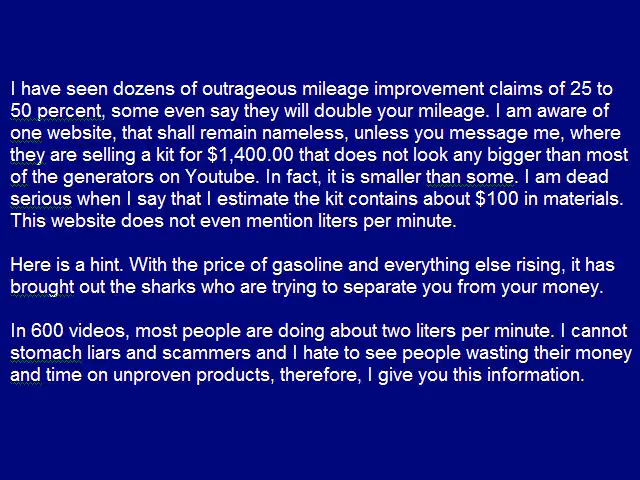 I have seen dozens of outrageous mileage improvement claims of 25 to
50 percent, some even say they will double your mileage. I am aware of
one website, that shall remain nameless, unless you message me, where
they are selling a kit for $1,400.00 that does not look any bigger than most
of the generators on Youtube. In fact, it is smaller than some. I am dead
serious when I say that I estimate the kit contains about $100 in materials.
This website does not even mention liters per minute.
Here is a hint. With the price of gasoline and everything else rising, it has
brought out the sharks who are trying to separate you from your money.
In 600 videos, most people are doing about two liters per minute. I cannot
stomach liars and scammers and I hate to see people wasting their money
and time on unproven products, therefore, I give you this information.